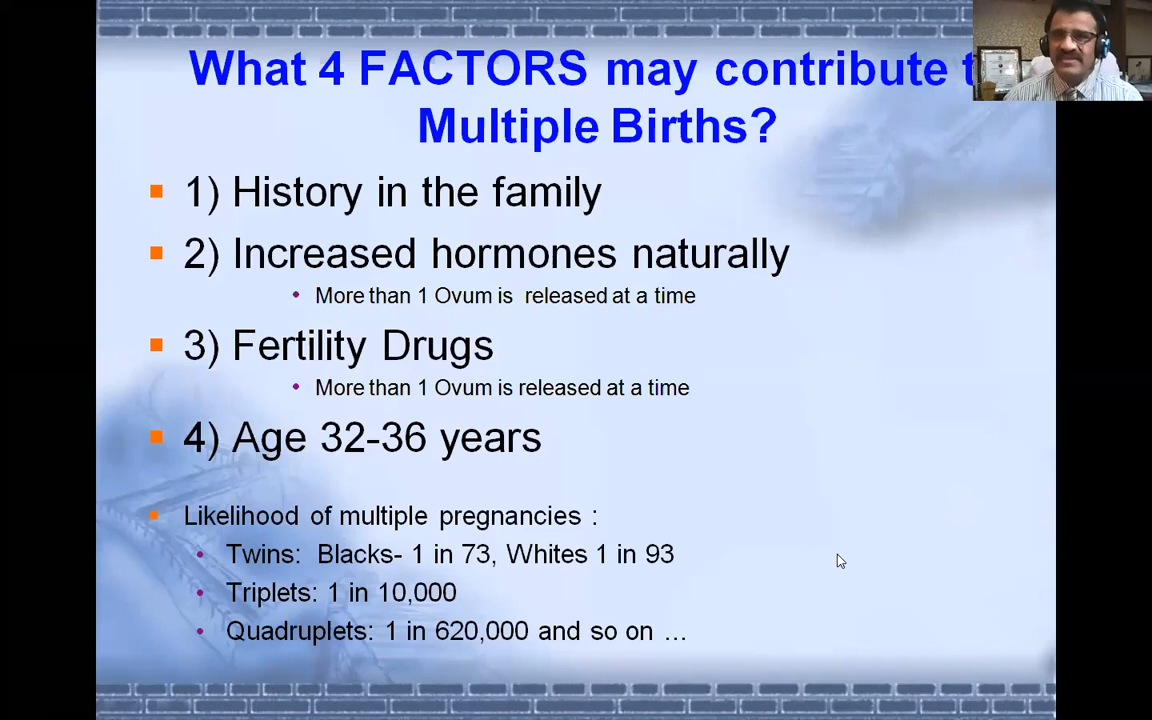 What 4 FACTORS may contribute t
Multiple Births?
1) History in the family
2) Increased hormones naturally
More than 1 Ovum is released at a time
3) Fertility Drugs
More than 1 Ovum is released at a time
4) Age 32-36 years
Likelihood of multiple pregnancies :
Twins: Blacks- 1 in 73, Whites 1 in 93
Triplets: 1 in 10,000
Quadruplets: 1 in 620,000 and so on ...